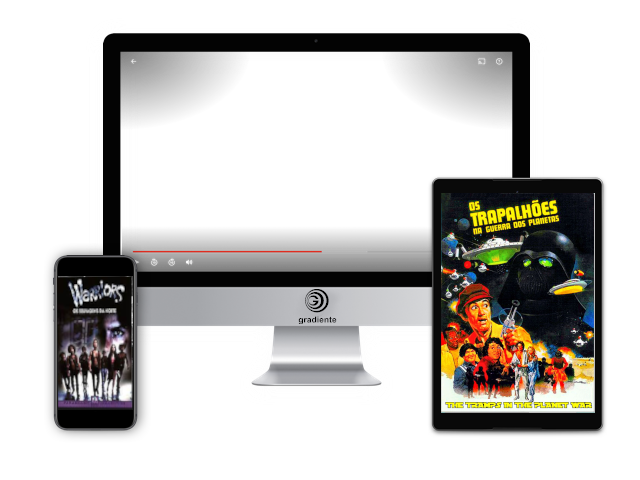 OS
TRAPALHÕES
NA GUERRA DOS PLANETAS
WARRIORS
OS SELVAGENS DA NOITE
gradiente
THE TRAMPS IN THE PLANET WAR